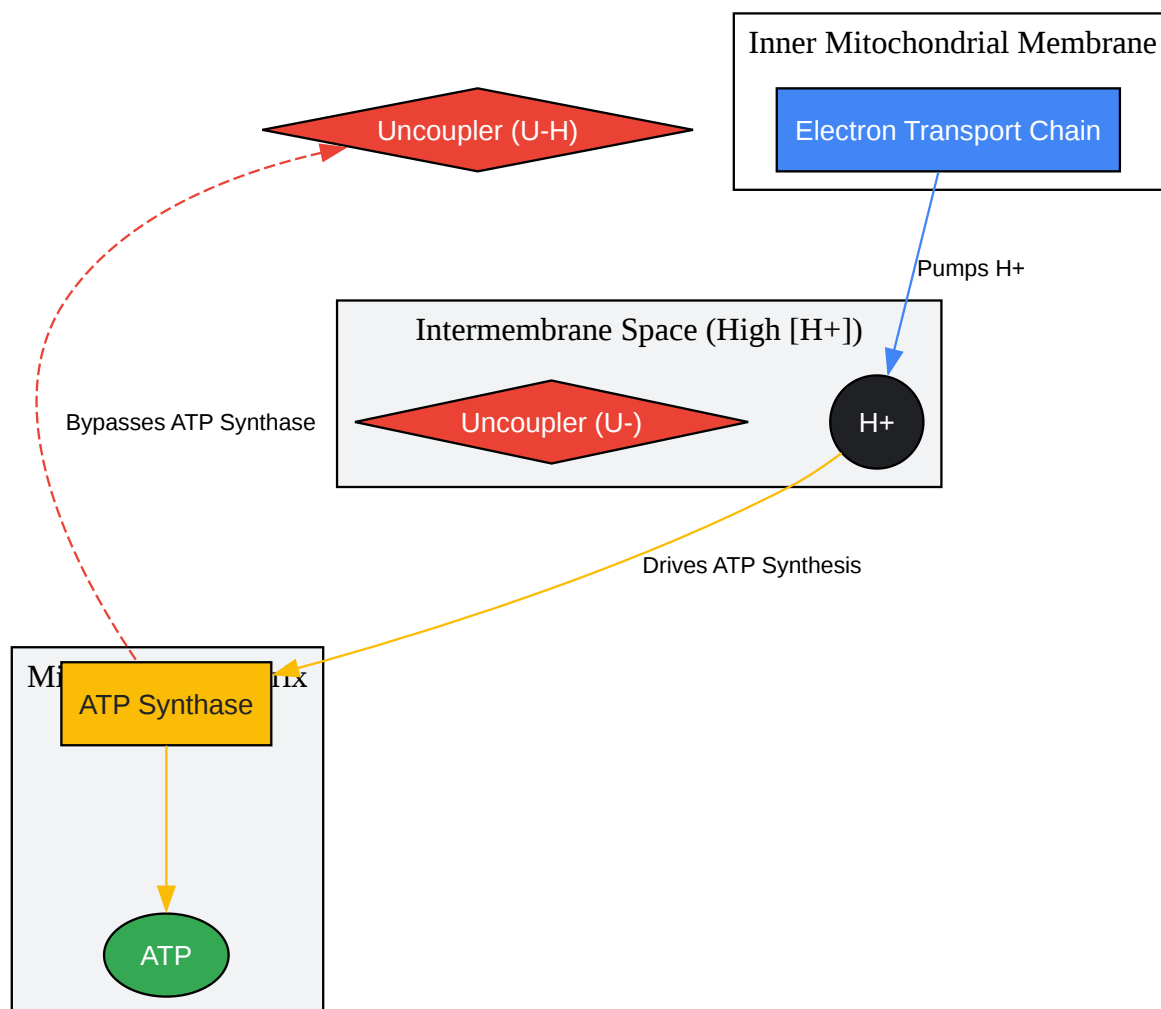 Inner Mitochondrial Membrane
Electron Transport Chain
Uncoupler (U-H)
Pumps H+
Intermembrane Space (High [H+])
Uncoupler (U-)
H+
Bypasses ATP Synthase
Drives ATP Synthesis
ATP Synthase
ATP